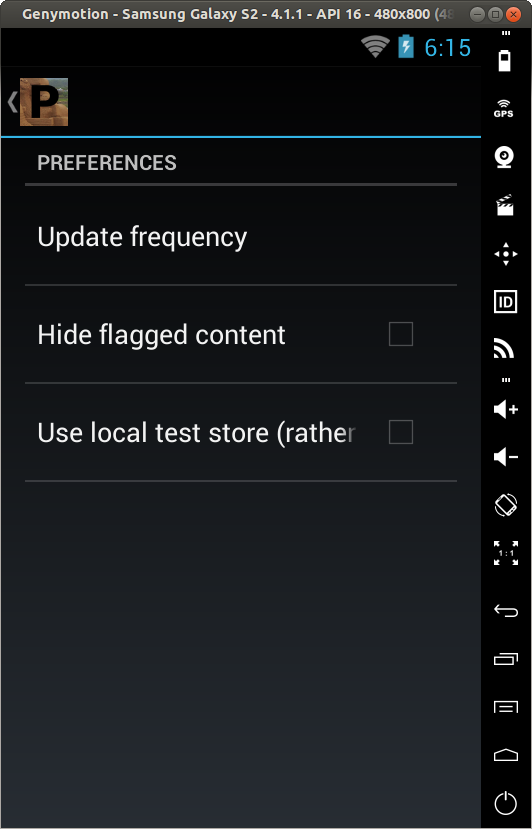 Genymotion - Samsung Galaxy S2 - 4.1.1 - API 16 - 480x800 (48
6:15
P
PREFERENCES
Update frequency
Hide flagged content
Use local test store (rather
GPS
ID
1:1